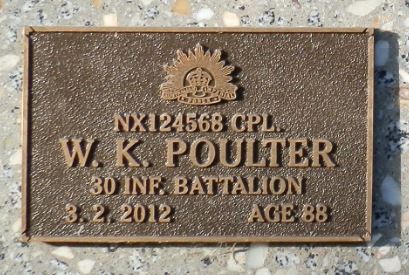 NX124568 CPL.
W. K. POULTER
30 INF. BATTALION
3. 2. 2012 AGE 88